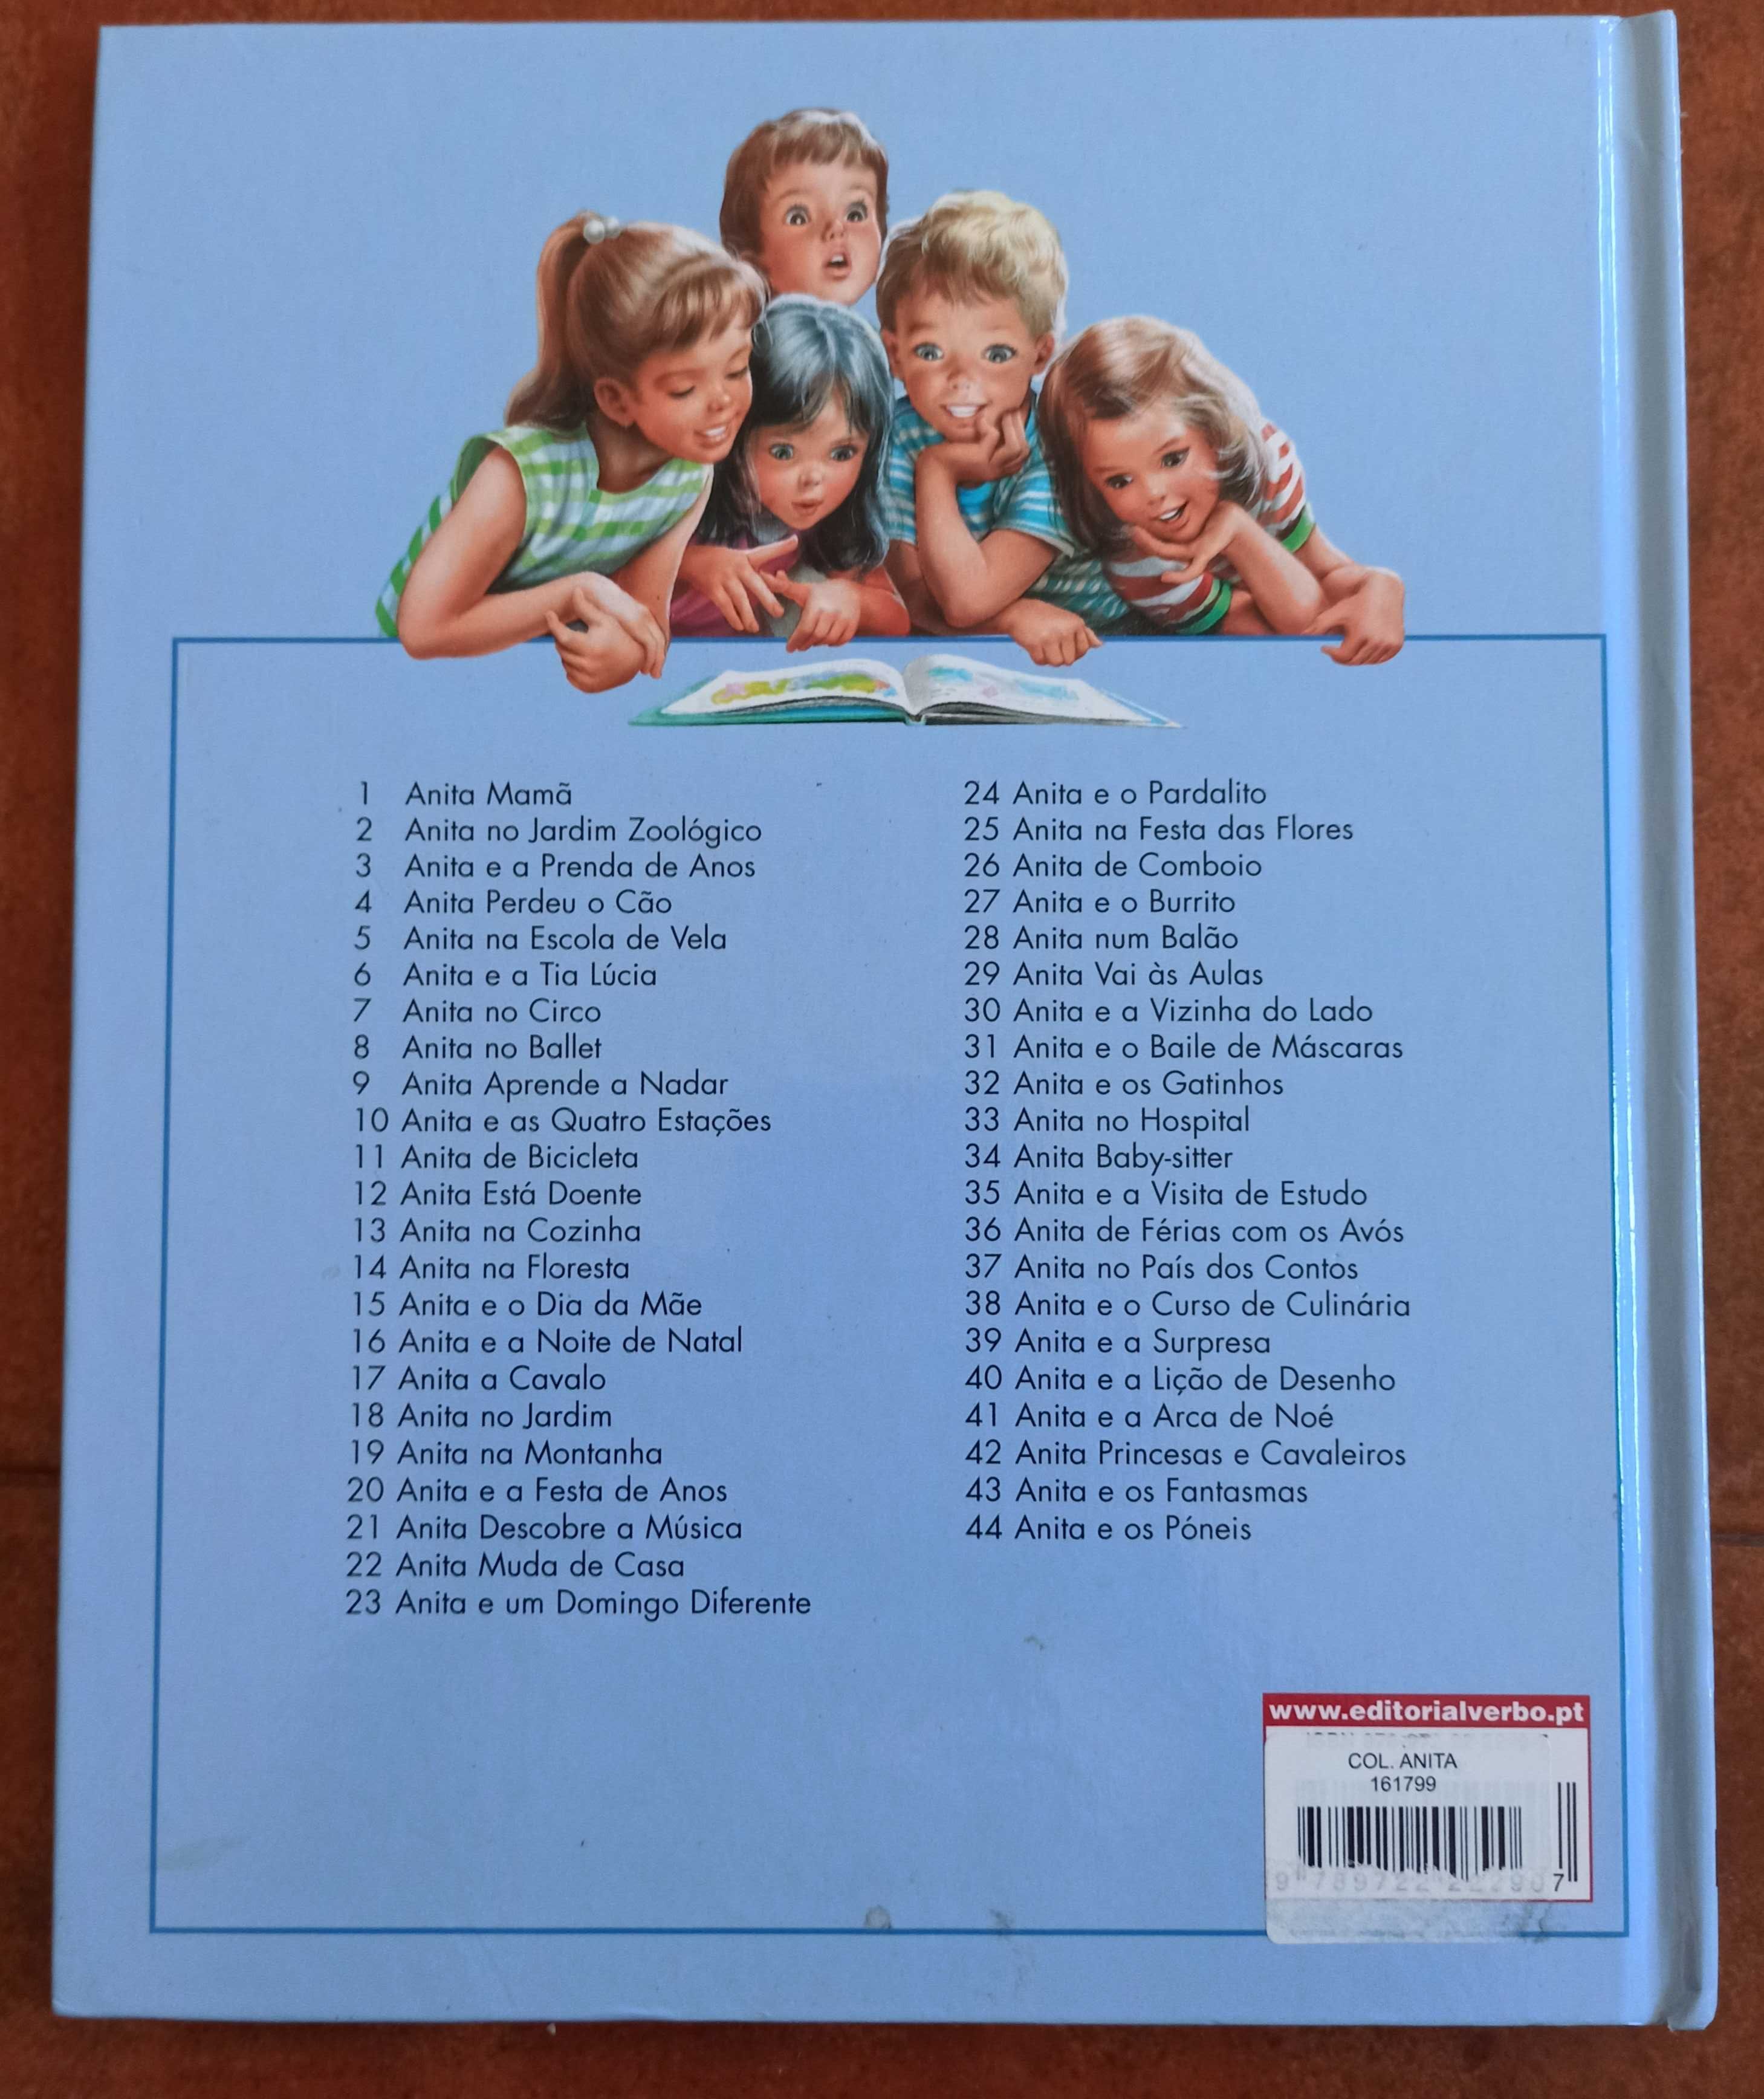 1 Anita Mamã
2 Anita no Jardim Zoológico
3 Anita e a Prenda de Anos
4 Anita Perdeu o Cão
5 Anita na Escola de Vela
6 Anita e a Tia Lúcia
7 Anita no Circo
8 Anita no Ballet
9 Anita Aprende a Nadar
10 Anita e as Quatro Estações
11 Anita de Bicicleta
12 Anita Está Doente
13 Anita na Cozinha
14 Anita na Floresta
15 Anita e o Dia da Mãe
16 Anita e a Noite de Natal
17 Anita a Cavalo
18 Anita no Jardim
19 Anita na Montanha
20 Anita e a Festa de Anos
21 Anita Descobre a Música
22 Anita Muda de Casa
23 Anita e um Domingo Diferente
24 Anita e o Pardalito
25 Anita na Festa das Flores
26 Anita de Comboio
27 Anita e o Burrito
28 Anita num Balão
29 Anita Vai às Aulas
30 Anita e a Vizinha do Lado
31 Anita e o Baile de Máscaras
32 Anita e os Gatinhos
33 Anita no Hospital
34 Anita Baby-sitter
35 Anita e a Visita de Estudo
36 Anita de Férias com os Avós
37 Anita no País dos Contos
38 Anita e o Curso de Culinária
39 Anita e a Surpresa
40 Anita e a Lição de Desenho
41 Anita e a Arca de Noé
42 Anita Princesas e Cavaleiros
43 Anita e os Fantasmas
44 Anita e os Póneis
www.editorialverbo.pt
COL. ANITA
161799